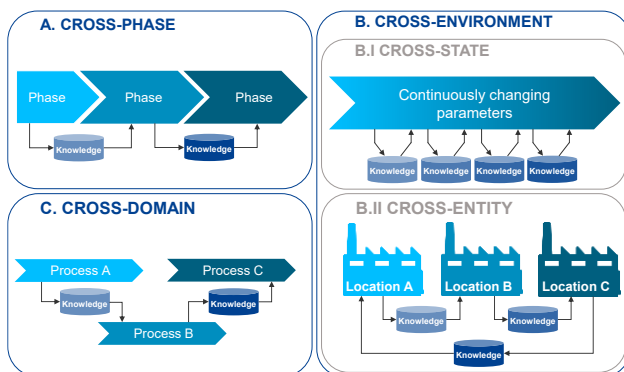 A. CROSS-PHASE
Phase
Phase
Phase
Knowledge
Knowledge
B. CROSS-ENVIRONMENT
B.I CROSS-STATE
Continuously changing
parameters
Knowledge
Knowledge
Knowledge
Knowledge
C. CROSS-DOMAIN
Process A
Process C
Knowledge
Knowledge
Process B
B.II CROSS-ENTITY
Location A
Location B
Location C
Knowledge
Knowledge
Knowledge